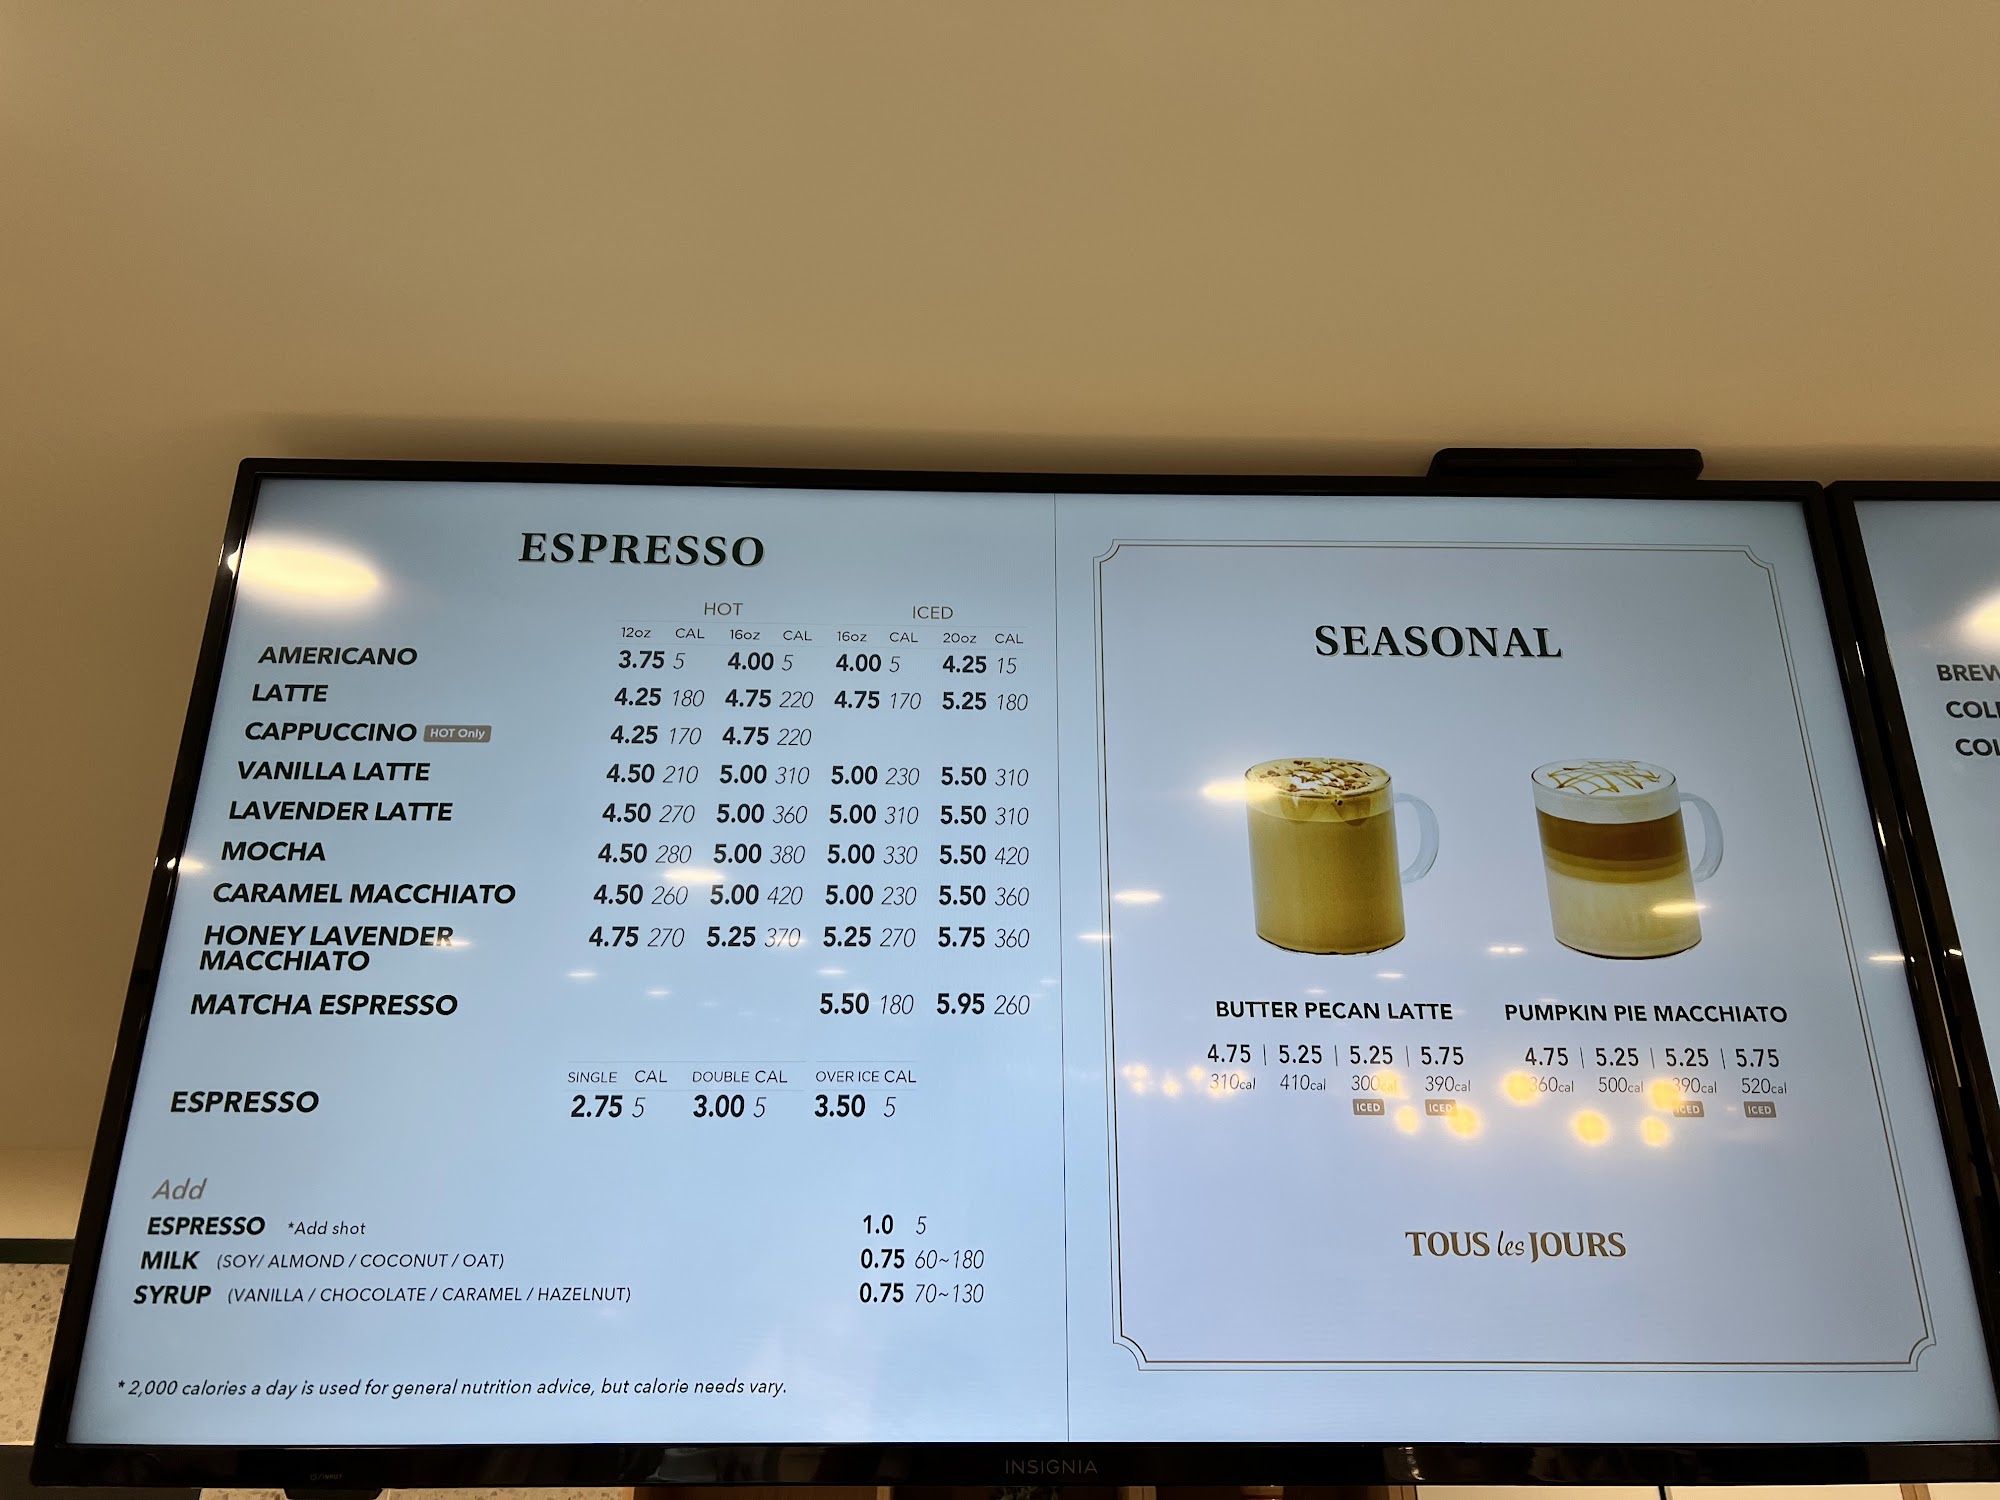 ESPRESSO
HOT ICED
12oz CAL 16oz CAL 16oz CAL 20oz CAL
AMERICANO 3.75 5 4.00 5 4.00 5 4.25 15
LATTE 4.25 180 4.75 220 4.75 170 5.25 180
CAPPUCCINO HOT Only 4.25 170 4.75 220
VANILLA LATTE 4.50 210 5.00 310 5.00 230 5.50 310
LAVENDER LATTE 4.50 270 5.00 360 5.00 310 5.50 310
MOCHA 4.50 280 5.00 380 5.00 330 5.50 420
CARAMEL MACCHIATO 4.50 260 5.00 420 5.00 230 5.50 360
HONEY LAVENDER 4.75 270 5.25 370 5.25 270 5.75 360
MACCHIATO
MATCHA ESPRESSO 5.50 180 5.95 260
SINGLE CAL DOUBLE CAL OVER ICE CAL
ESPRESSO 2.75 5 3.00 5 3.50 5
Add
ESPRESSO *Add shot 1.0 5
MILK (SOY/ ALMOND / COCONUT / OAT) 0.75 60~180
SYRUP (VANILLA / CHOCOLATE / CARAMEL / HAZELNUT) 0.75 70~130
* 2,000 calories a day is used for general nutrition advice, but calorie needs vary.
SEASONAL
BUTTER PECAN LATTE
4.75 | 5.25 | 5.25 | 5.75
310cal 410cal 300cal 390cal
ICED ICED
PUMPKIN PIE MACCHIATO
4.75 | 5.25 | 5.25 | 5.75
360cal 500cal 390cal 520cal
ICED ICED
TOUS les JOURS
BREW
COL
COL
INSIGNIA